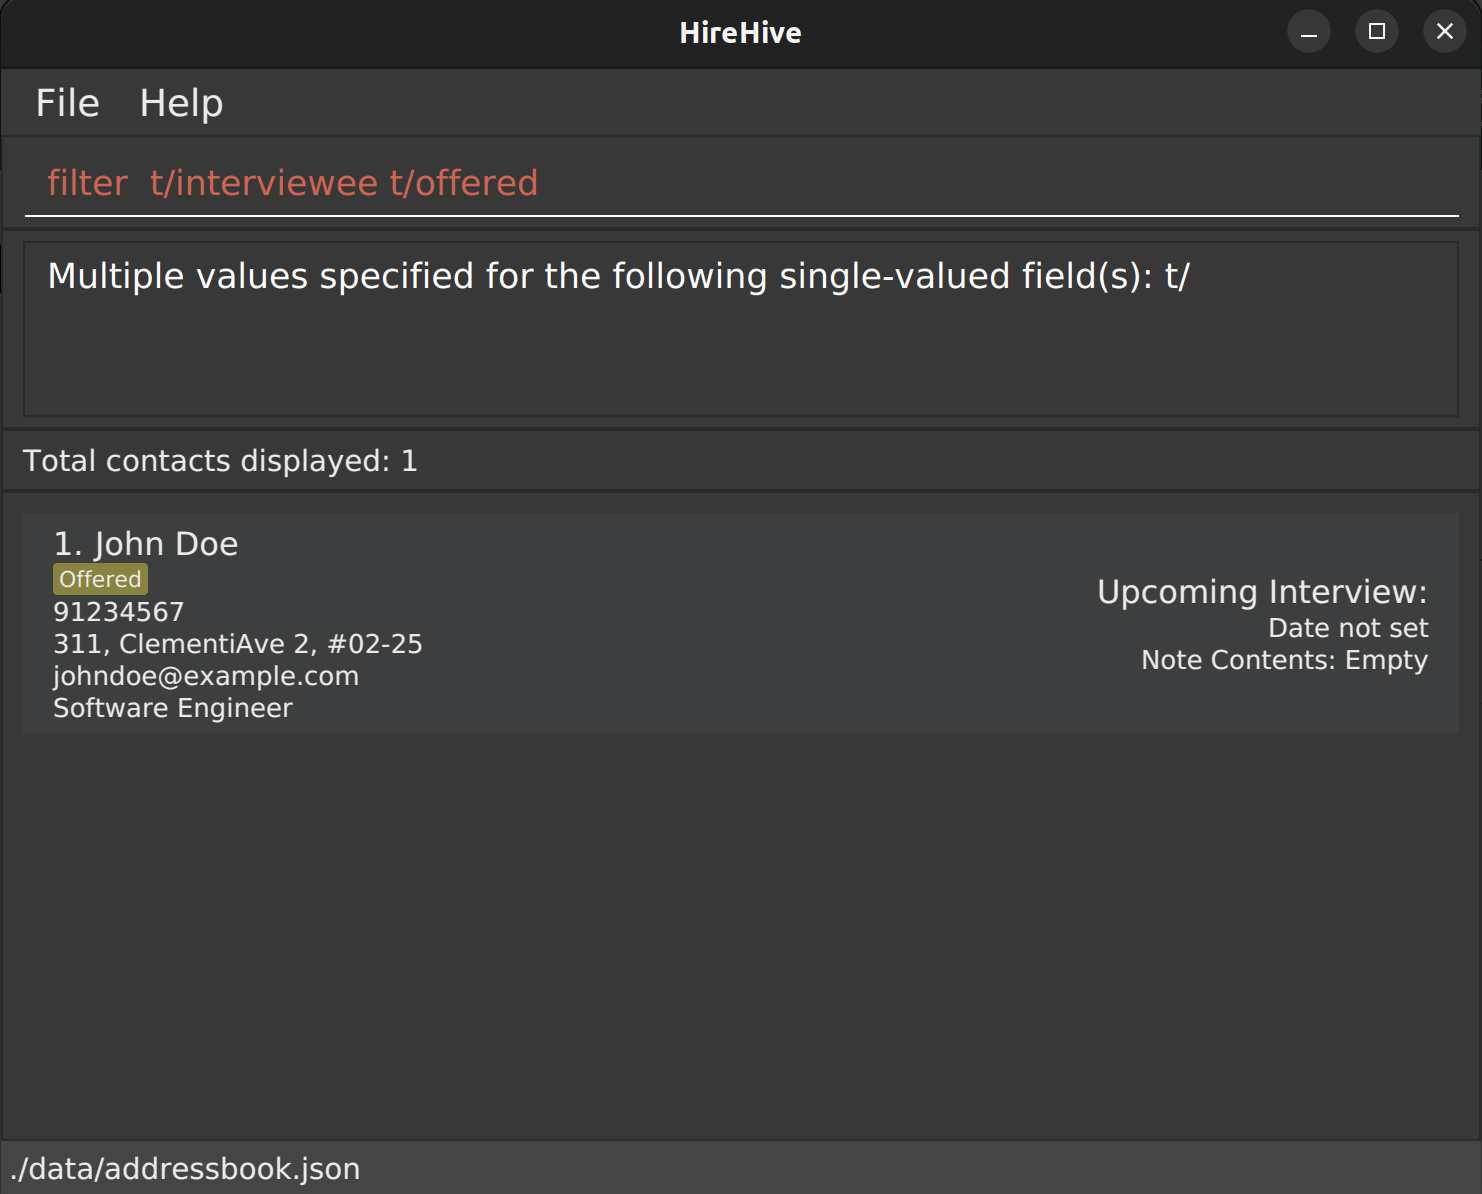 HireHive
File Help
filter  t/interviewee t/offered
Multiple values specified for the following single-valued field(s): t/
Total contacts displayed: 1
1. John Doe
Offered
91234567
311, ClementiAve 2, #02-25
johndoe@example.com
Software Engineer
Upcoming Interview:
Date not set
Note Contents: Empty
./data/addressbook.json